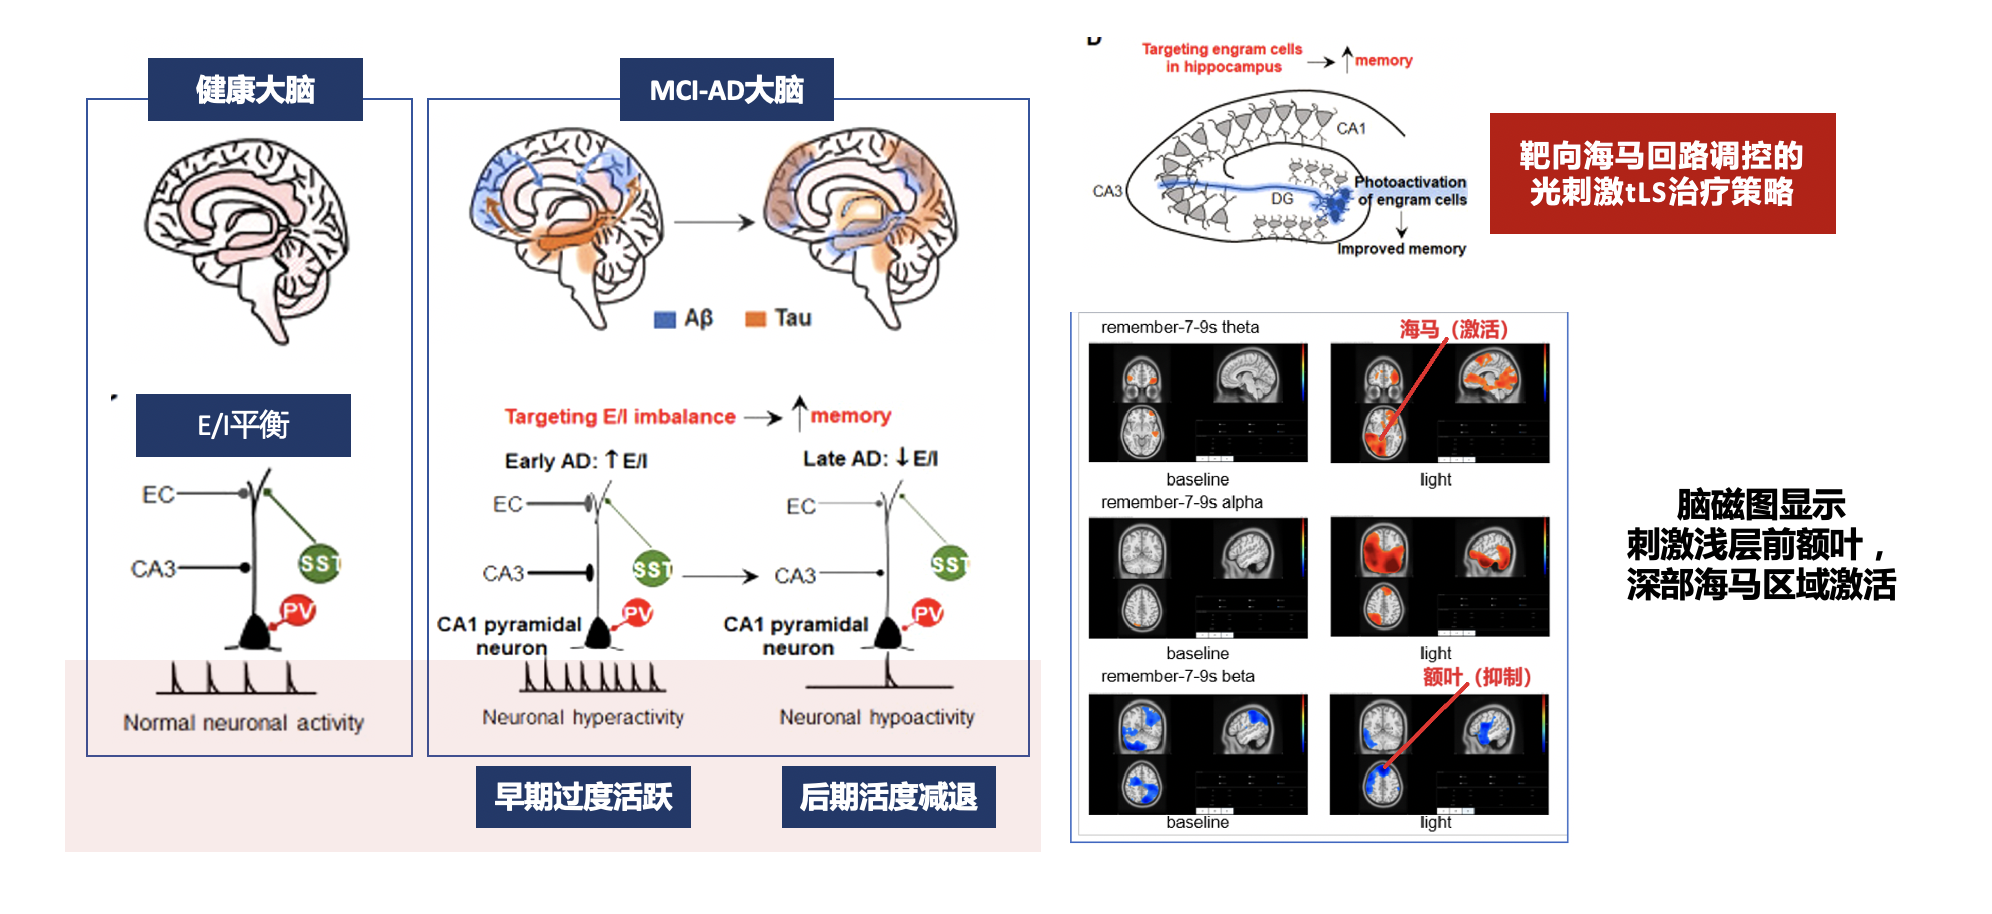 健康大脑
E/I平衡
EC
CA3
SST
PV
Normal neuronal activity
MCI-AD大脑
Aβ
Tau
Targeting E/I imbalance
memory
Early AD: ↑E/I
Late AD: ↓E/I
EC
CA3
SST
PV
CA1 pyramidal
neuron
EC
CA3
SST
PV
CA1 pyramidal
neuron
Neuronal hyperactivity
Neuronal hypoactivity
早期过度活跃
后期活度减退
Targeting engram cells
in hippocampus
memory
CA1
CA3
DG
Photoactivation
of engram cells
Improved memory
靶向海马回路调控的
光刺激tLS治疗策略
remember-7-9s theta
海马（激活）
baseline
light
remember-7-9s alpha
baseline
light
remember-7-9s beta
额叶（抑制）
baseline
light
脑磁图显示
刺激浅层前额叶，
深部海马区域激活